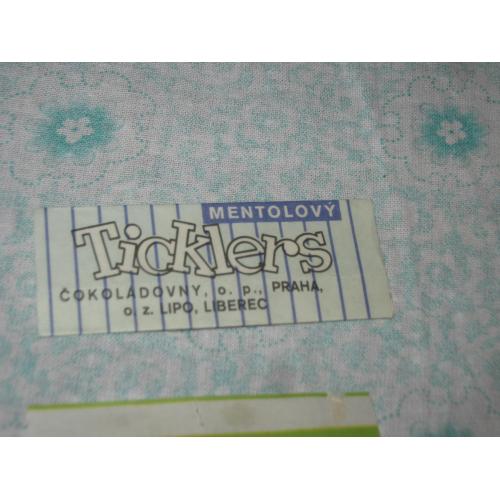 MENTOLOVÝ
Ticklers
ČOKOLÁDOVNY, o. p., PRAHA,
o. z. LIPO, LIBEREC